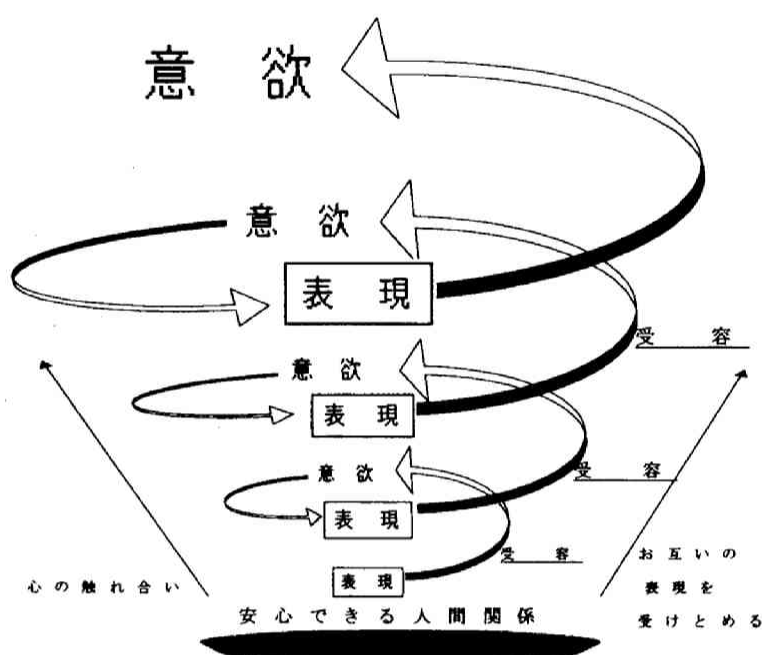 意欲
意欲
表現
受容
意欲
表現
受容
意欲
表現
受容
表現
お互いの
表現を
受けとめる
心の触れ合い
安心できる人間関係